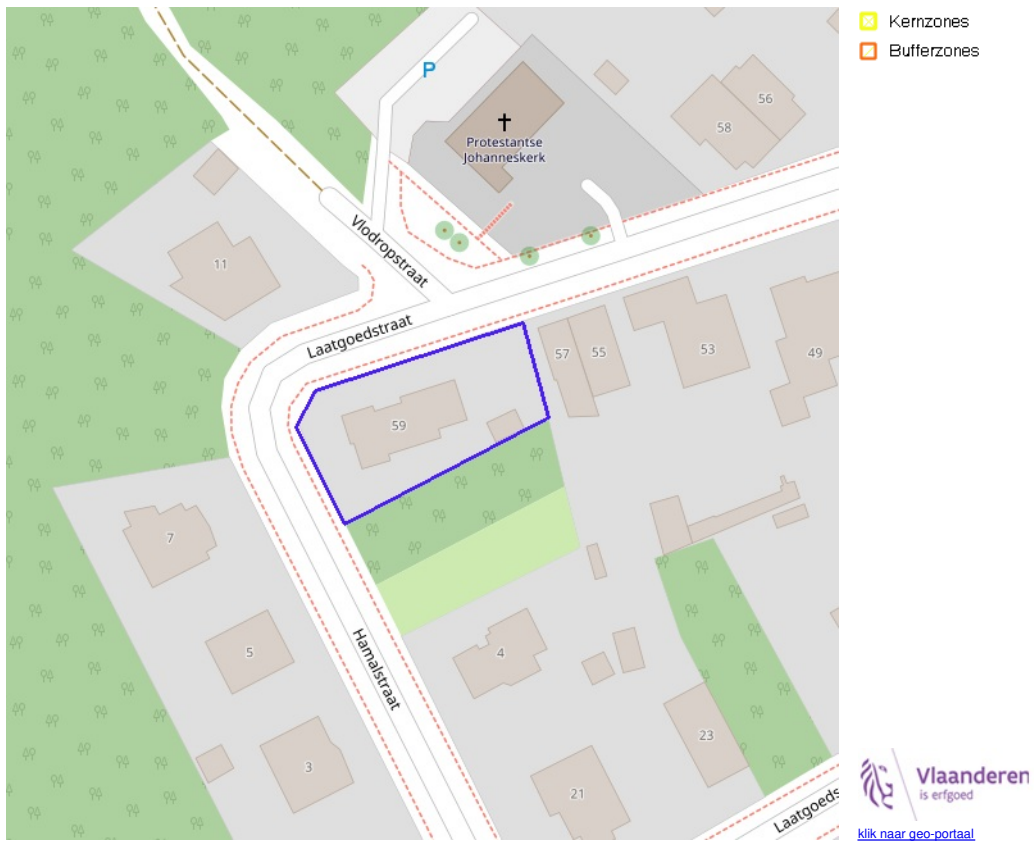 Kernzones
Bufferzones
P
56
58
Protestantse
Johanneskerk
Vlodropstraat
11
Laatgoedstraat
57
55
53
49
59
7
5
4
Hamalstraat
3
23
21
Laatgoeds
Vlaanderen
is erfgoed
klik naar geo-portaal